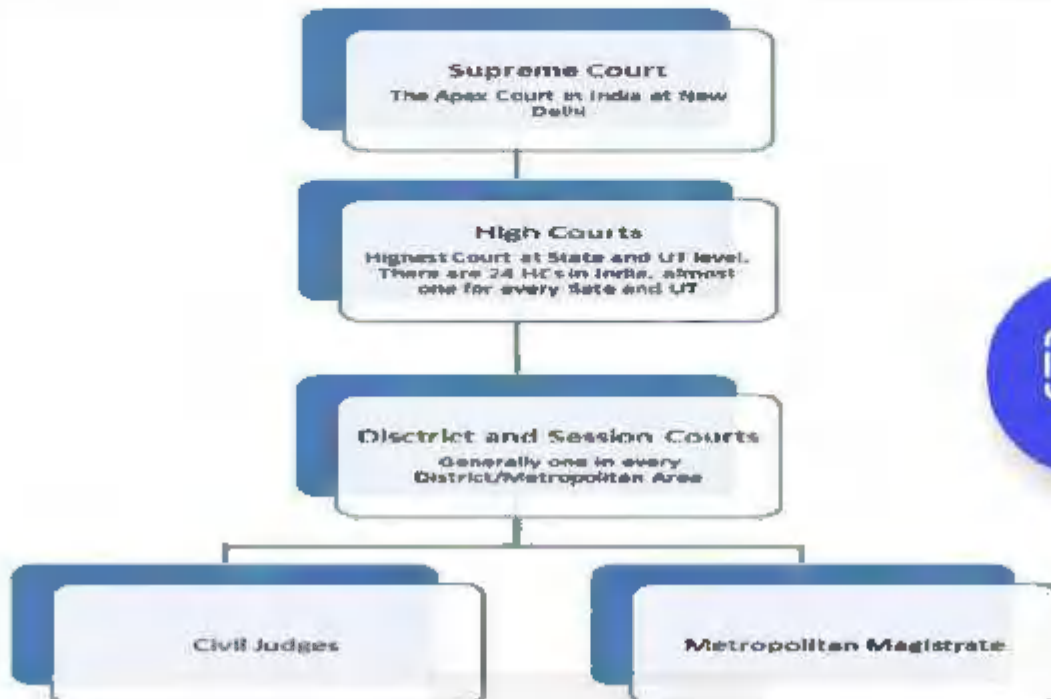 Supreme Court
The Apex Court in India at New
Delhi
High Courts
Highest Court at State and UT level.
There are 24 HCs in India, almost
one for every Sate and UT
Disctrict and Session Courts
Generally one in every
District/Metropolitan Area
Civil Judges
Metropolitan Magistrate